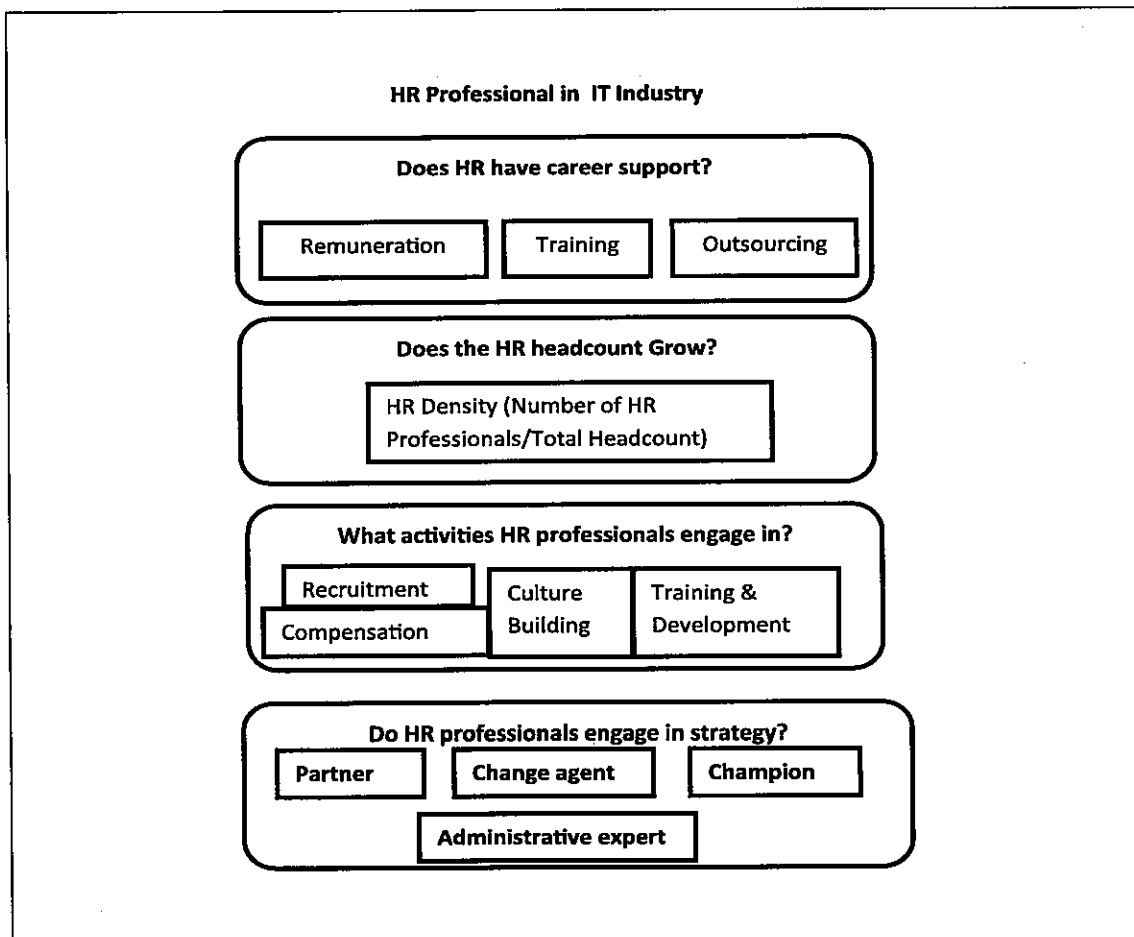 HR Professional in IT Industry
Does HR have career support?
Remuneration
Training
Outsourcing
Does the HR headcount Grow?
HR Density (Number of HR
Professionals/Total Headcount)
What activities HR professionals engage in?
Recruitment
Compensation
Culture
Building
Training &
Development
Do HR professionals engage in strategy?
Partner
Change agent
Champion
Administrative expert